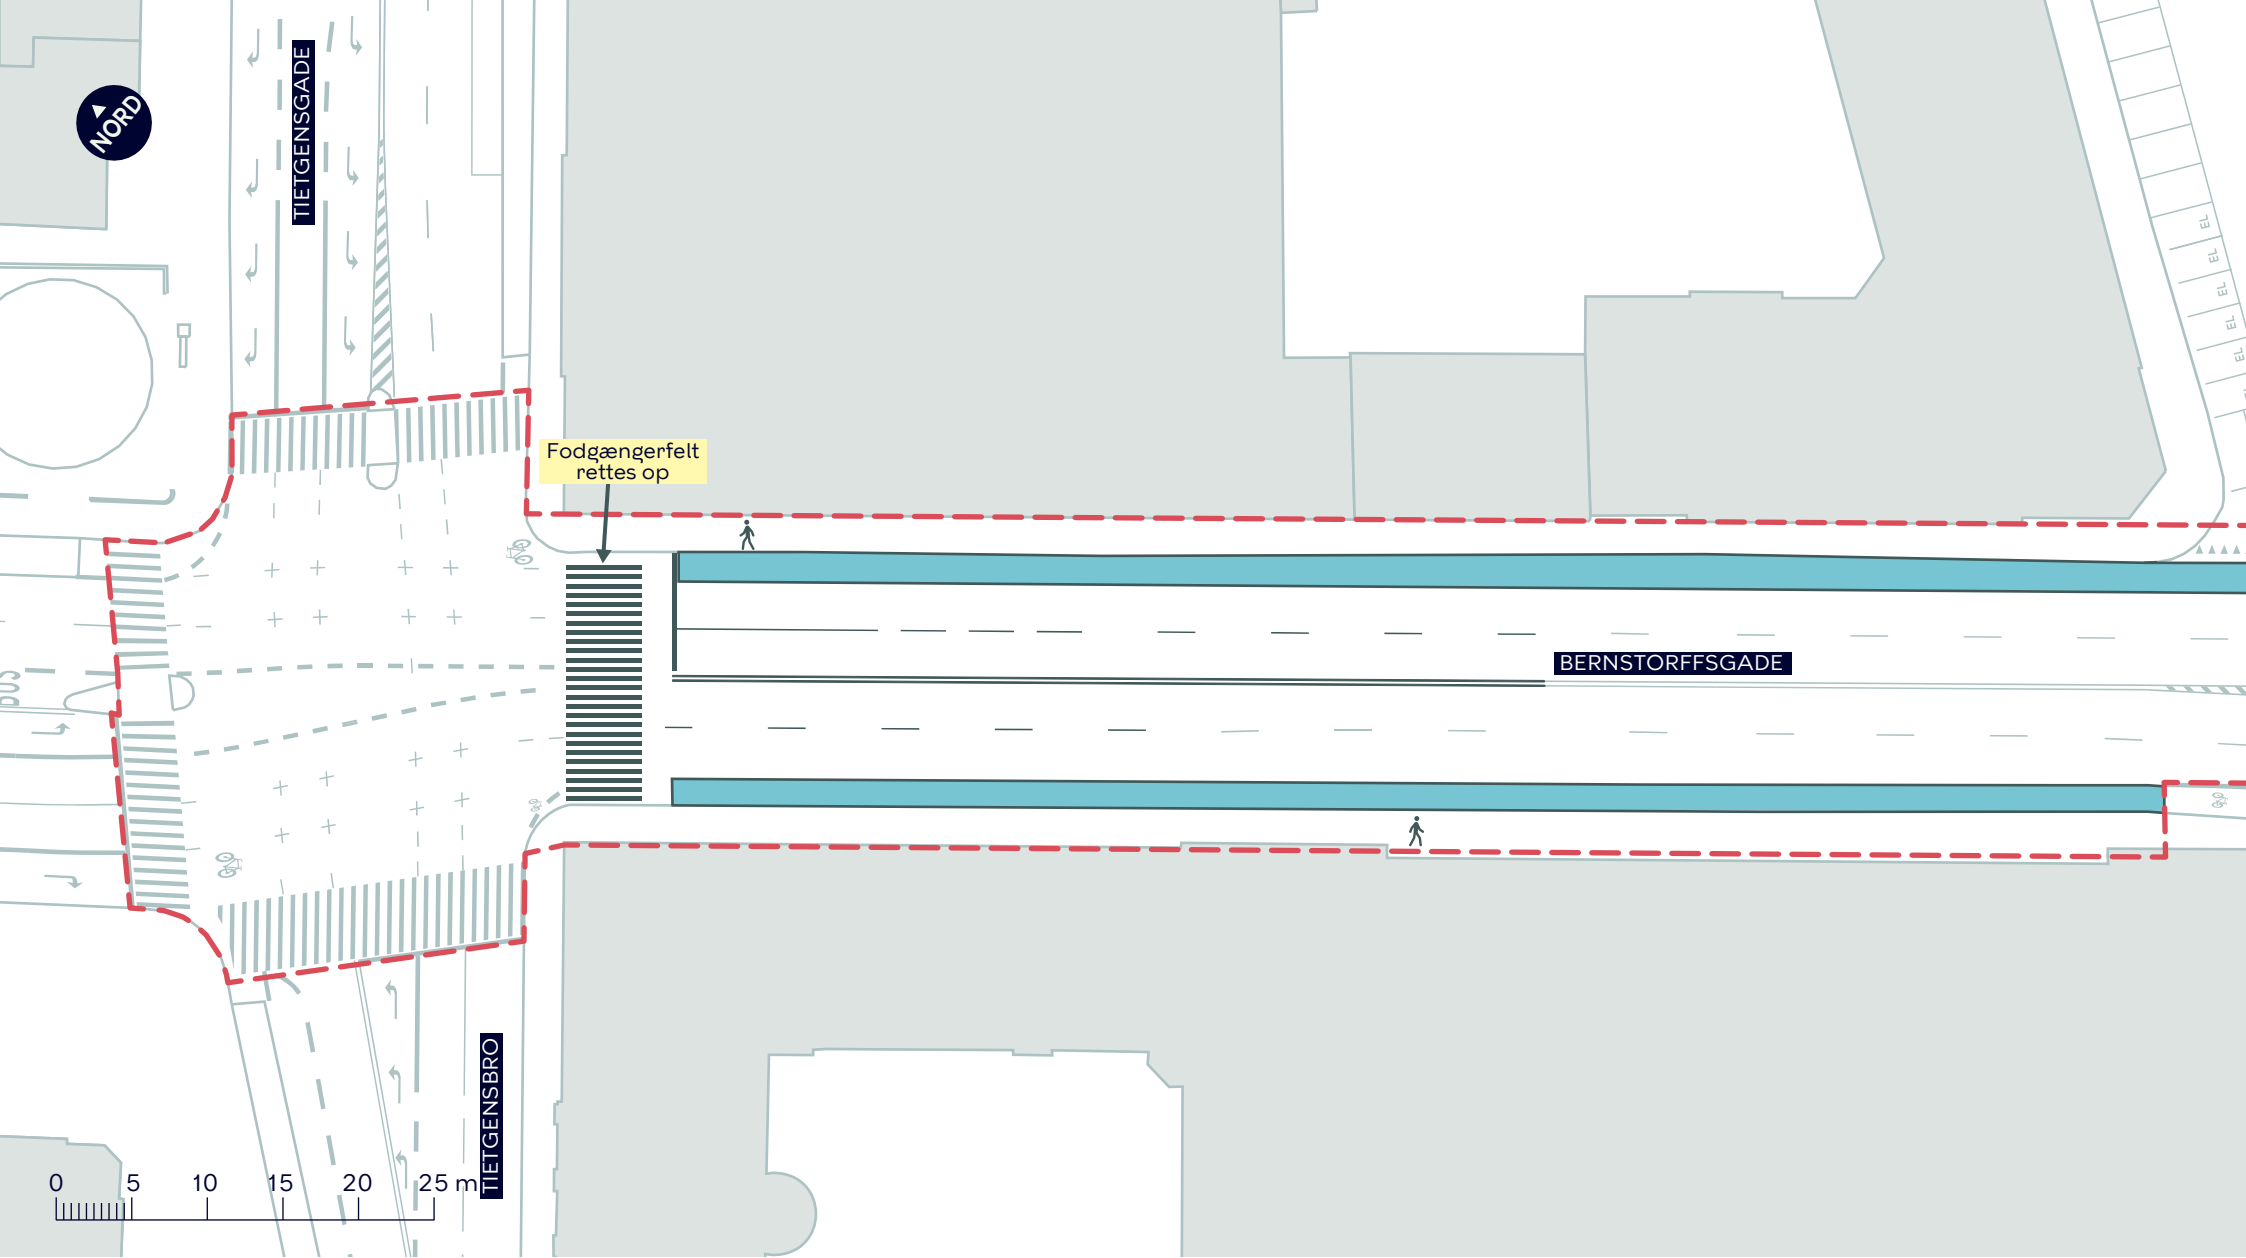 TIETGENSGADE
NORD
Fodgængerfelt
rettes op
BERNSTORFFSGADE
EL
EL
EL
EL
EL
TIETGENSBRO
0 5 10 15 20 25 m